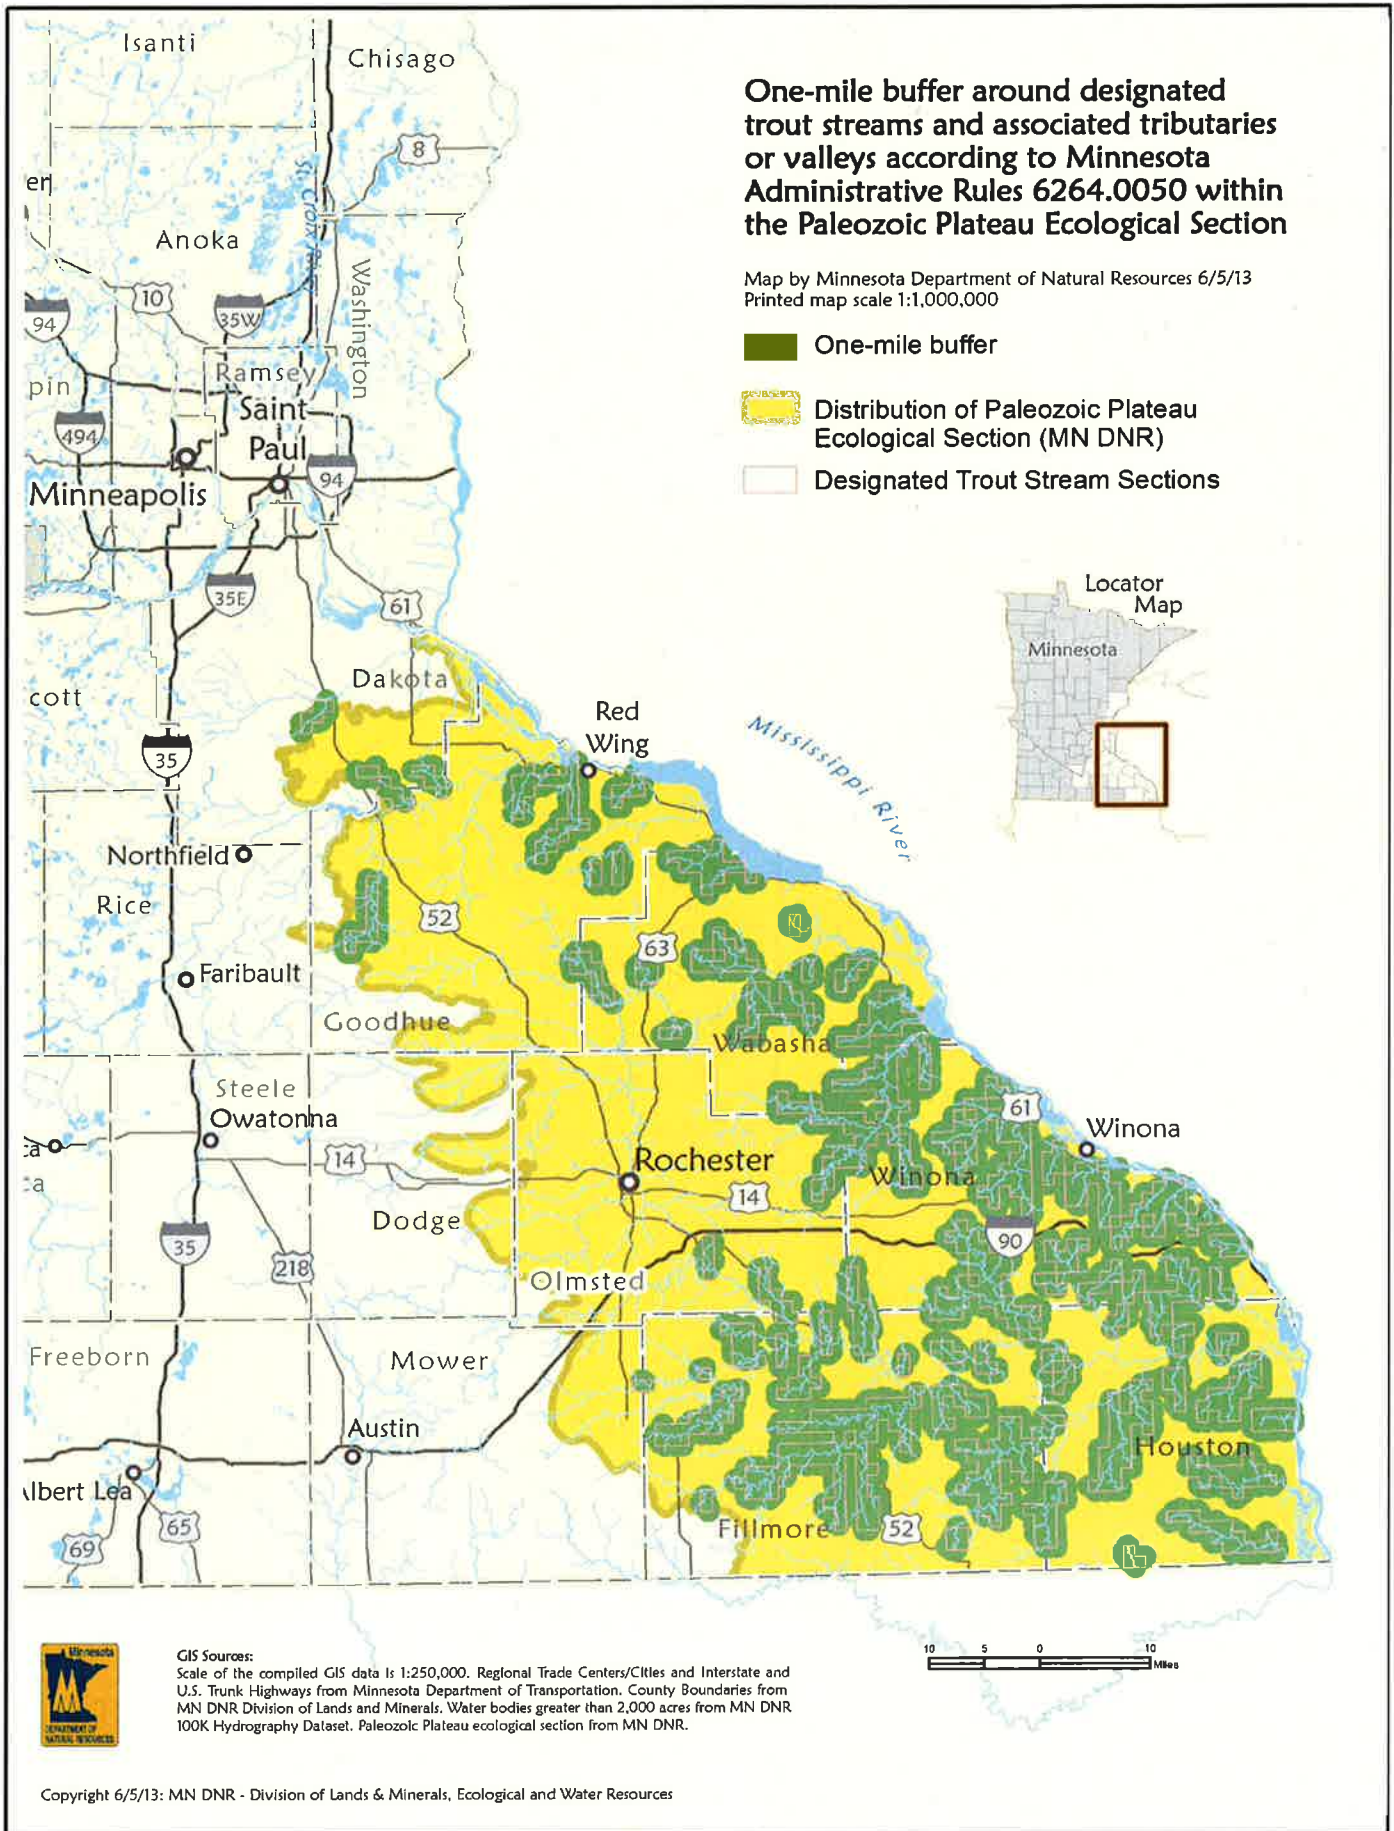 One-mile buffer around designated
trout streams and associated tributaries
or valleys according to Minnesota
Administrative Rules 6264.0050 within
the Paleozoic Plateau Ecological Section
Map by Minnesota Department of Natural Resources 6/5/13
Printed map scale 1:1,000,000
One-mile buffer
Distribution of Paleozoic Plateau
Ecological Section (MN DNR)
Designated Trout Stream Sections
Locator
Map
Minnesota
Isanti
Chisago
8
er
St. Croix River
Anoka
Washington
10
35W
94
Ramsey
pin
Saint
Paul
494
94
Minneapolis
35E
61
Dakota
cott
Red
Wing
Mississippi River
35
Northfield
Rice
52
63
Faribault
Goodhue
Wabasha
Steele
Owatonna
61
Winona
ca
14
Rochester
Winona
ca
14
Dodge
35
90
218
Olmsted
Freeborn
Mower
Austin
Houston
Albert Lea
65
Fillmore
52
69
10 5 0 10
Miles
Minnesota
DEPARTMENT OF
NATURAL RESOURCES
GIS Sources:
Scale of the compiled GIS data is 1:250,000. Regional Trade Centers/Cities and Interstate and
U.S. Trunk Highways from Minnesota Department of Transportation. County Boundaries from
MN DNR Division of Lands and Minerals. Water bodies greater than 2,000 acres from MN DNR
100K Hydrography Dataset. Paleozoic Plateau ecological section from MN DNR.
Copyright 6/5/13: MN DNR - Division of Lands & Minerals, Ecological and Water Resources